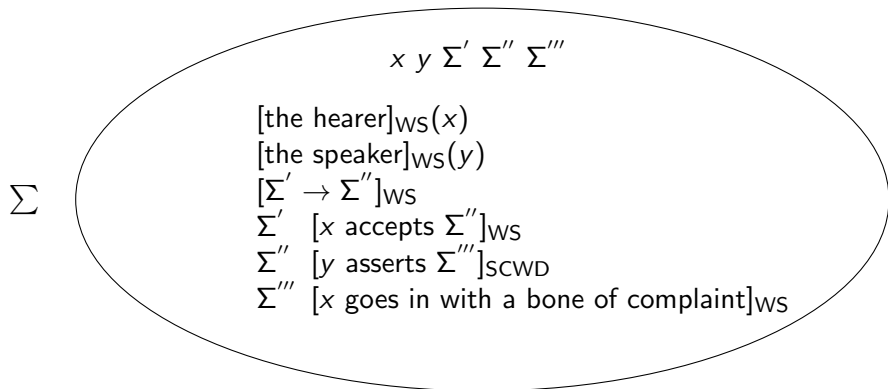 x y Σ′ Σ′′ Σ′′′
[the hearer]WS(x)
[the speaker]WS(y)
[Σ′ → Σ′′]WS
∑
Σ′ [x accepts Σ′′]WS
Σ′′ [y asserts Σ′′′]SCWD
Σ′′′ [x goes in with a bone of complaint]WS